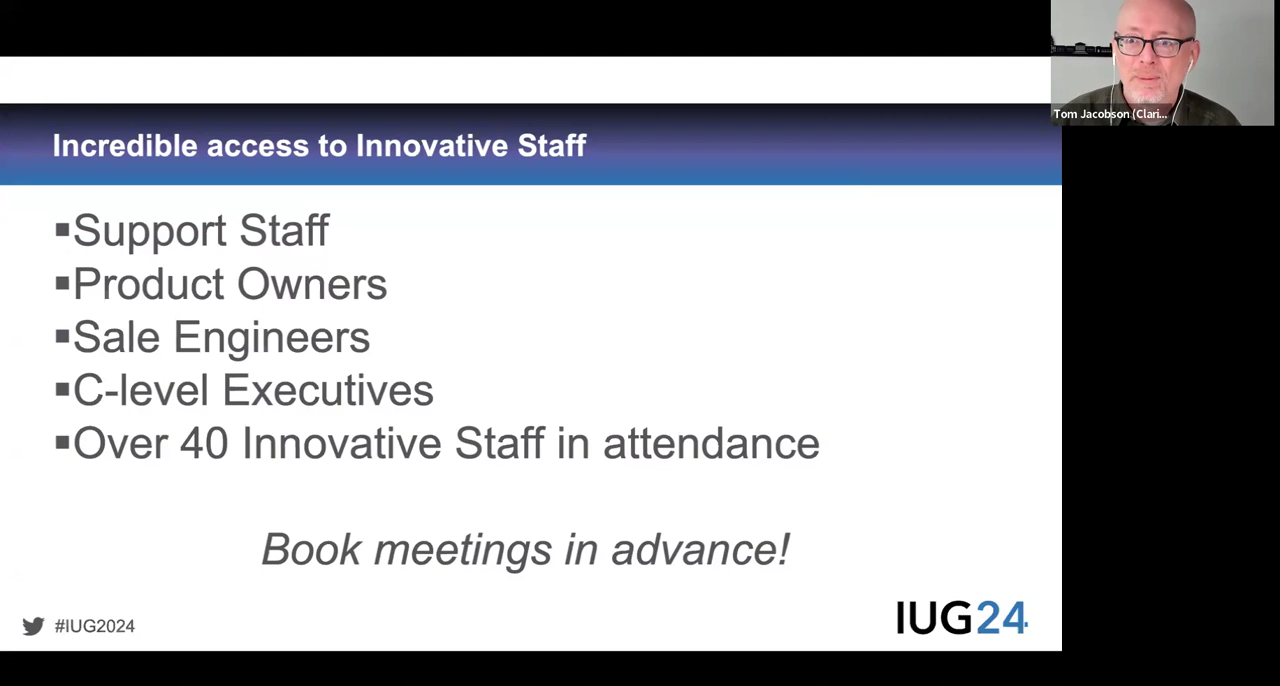 Tom Jacobson (Clari...
Incredible access to Innovative Staff
▪Support Staff
▪Product Owners
▪Sale Engineers
▪C-level Executives
▪Over 40 Innovative Staff in attendance
Book meetings in advance!
#IUG2024
IUG24